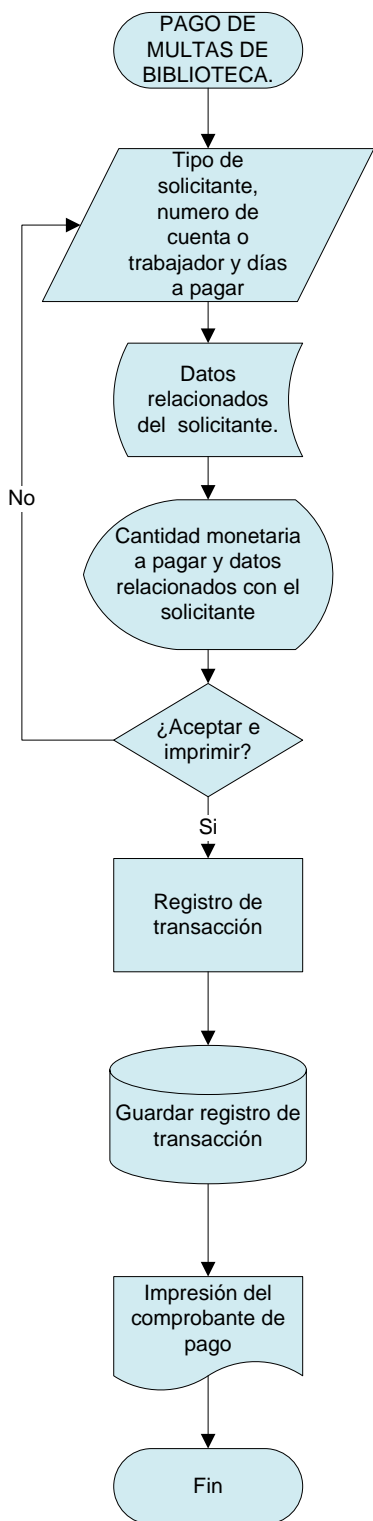 PAGO DE
MULTAS DE
BIBLIOTECA.
Tipo de
solicitante,
numero de
cuenta o
trabajador y días
a pagar
Datos
relacionados
del solicitante.
No
Cantidad monetaria
a pagar y datos
relacionados con el
solicitante
¿Aceptar e
imprimir?
Si
Registro de
transacción
Guardar registro de
transacción
Impresión del
comprobante de
pago
Fin